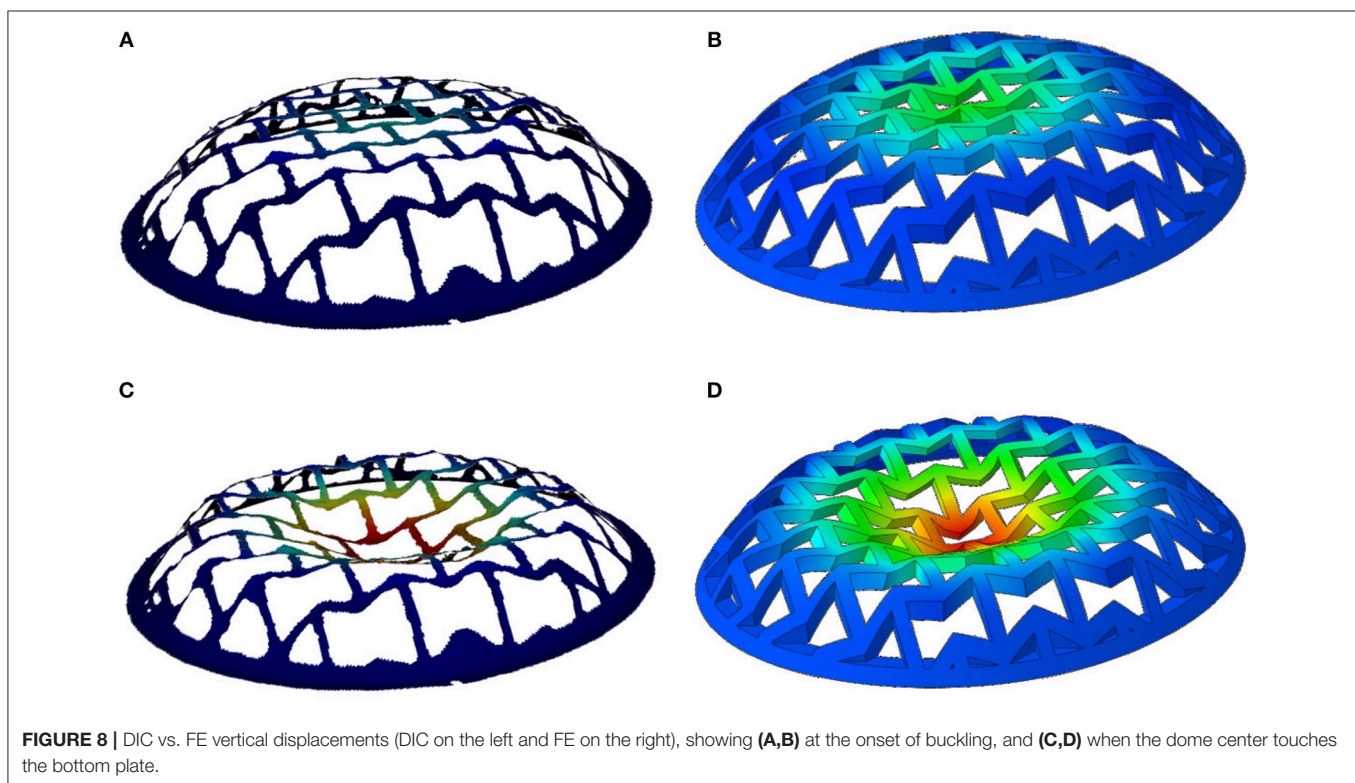 A
B
C
D
FIGURE 8 | DIC vs. FE vertical displacements (DIC on the left and FE on the right), showing (A,B) at the onset of buckling, and (C,D) when the dome center touches
the bottom plate.